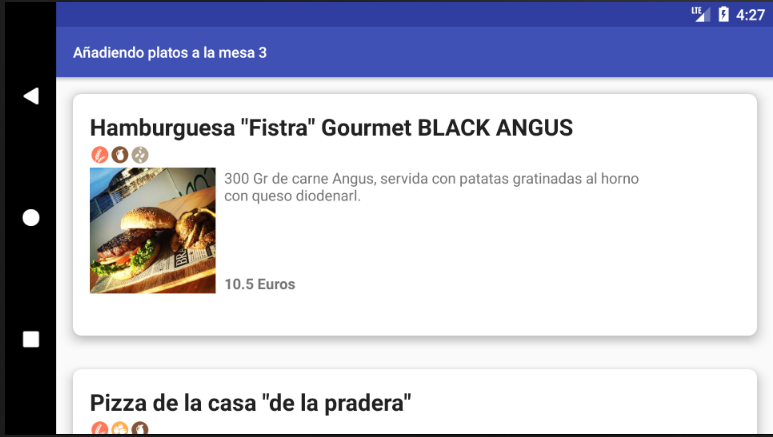 LTE 4:27
Añadiendo platos a la mesa 3
Hamburguesa "Fistra" Gourmet BLACK ANGUS
300 Gr de carne Angus, servida con patatas gratinadas al horno
con queso diodenarl.
10.5 Euros
Pizza de la casa "de la pradera"